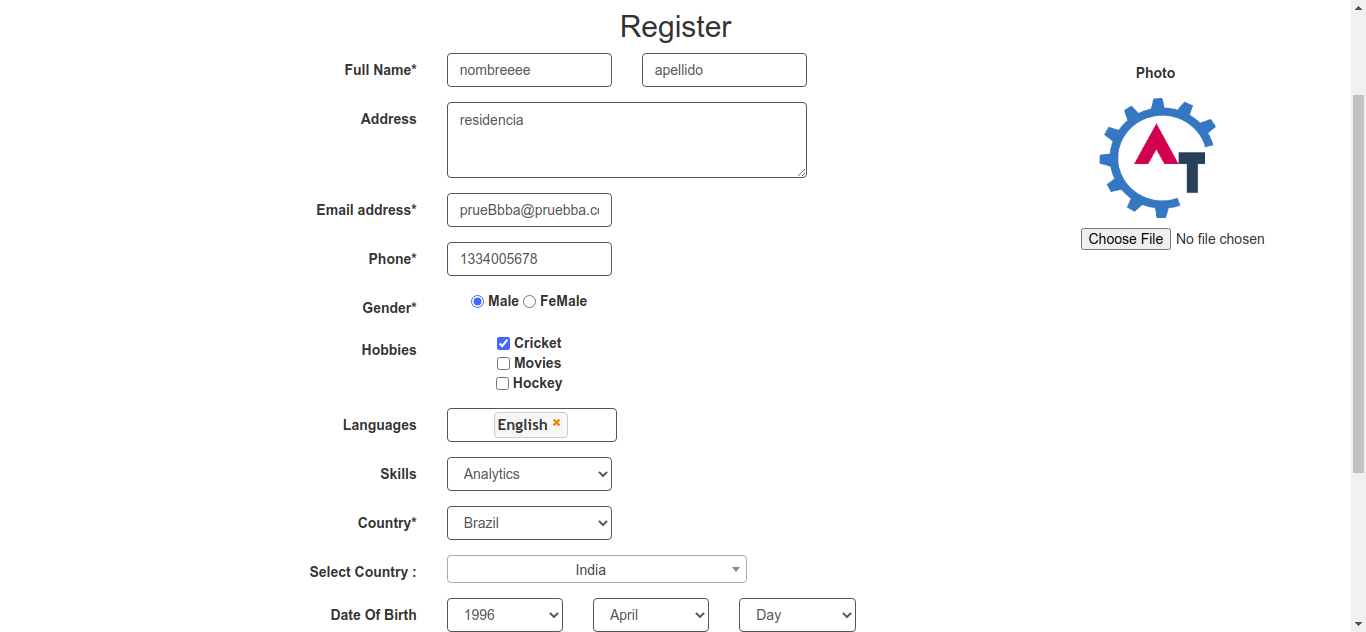 Register
Full Name* nombreeee apellido
Photo
Address residencia
AT
Email address* prueBbba@pruebba.c
Choose File No file chosen
Phone* 1334005678
Gender* Male FeMale
Hobbies Cricket
Movies
Hockey
Languages English
Skills Analytics
Country* Brazil
Select Country : India
Date Of Birth 1996 April Day